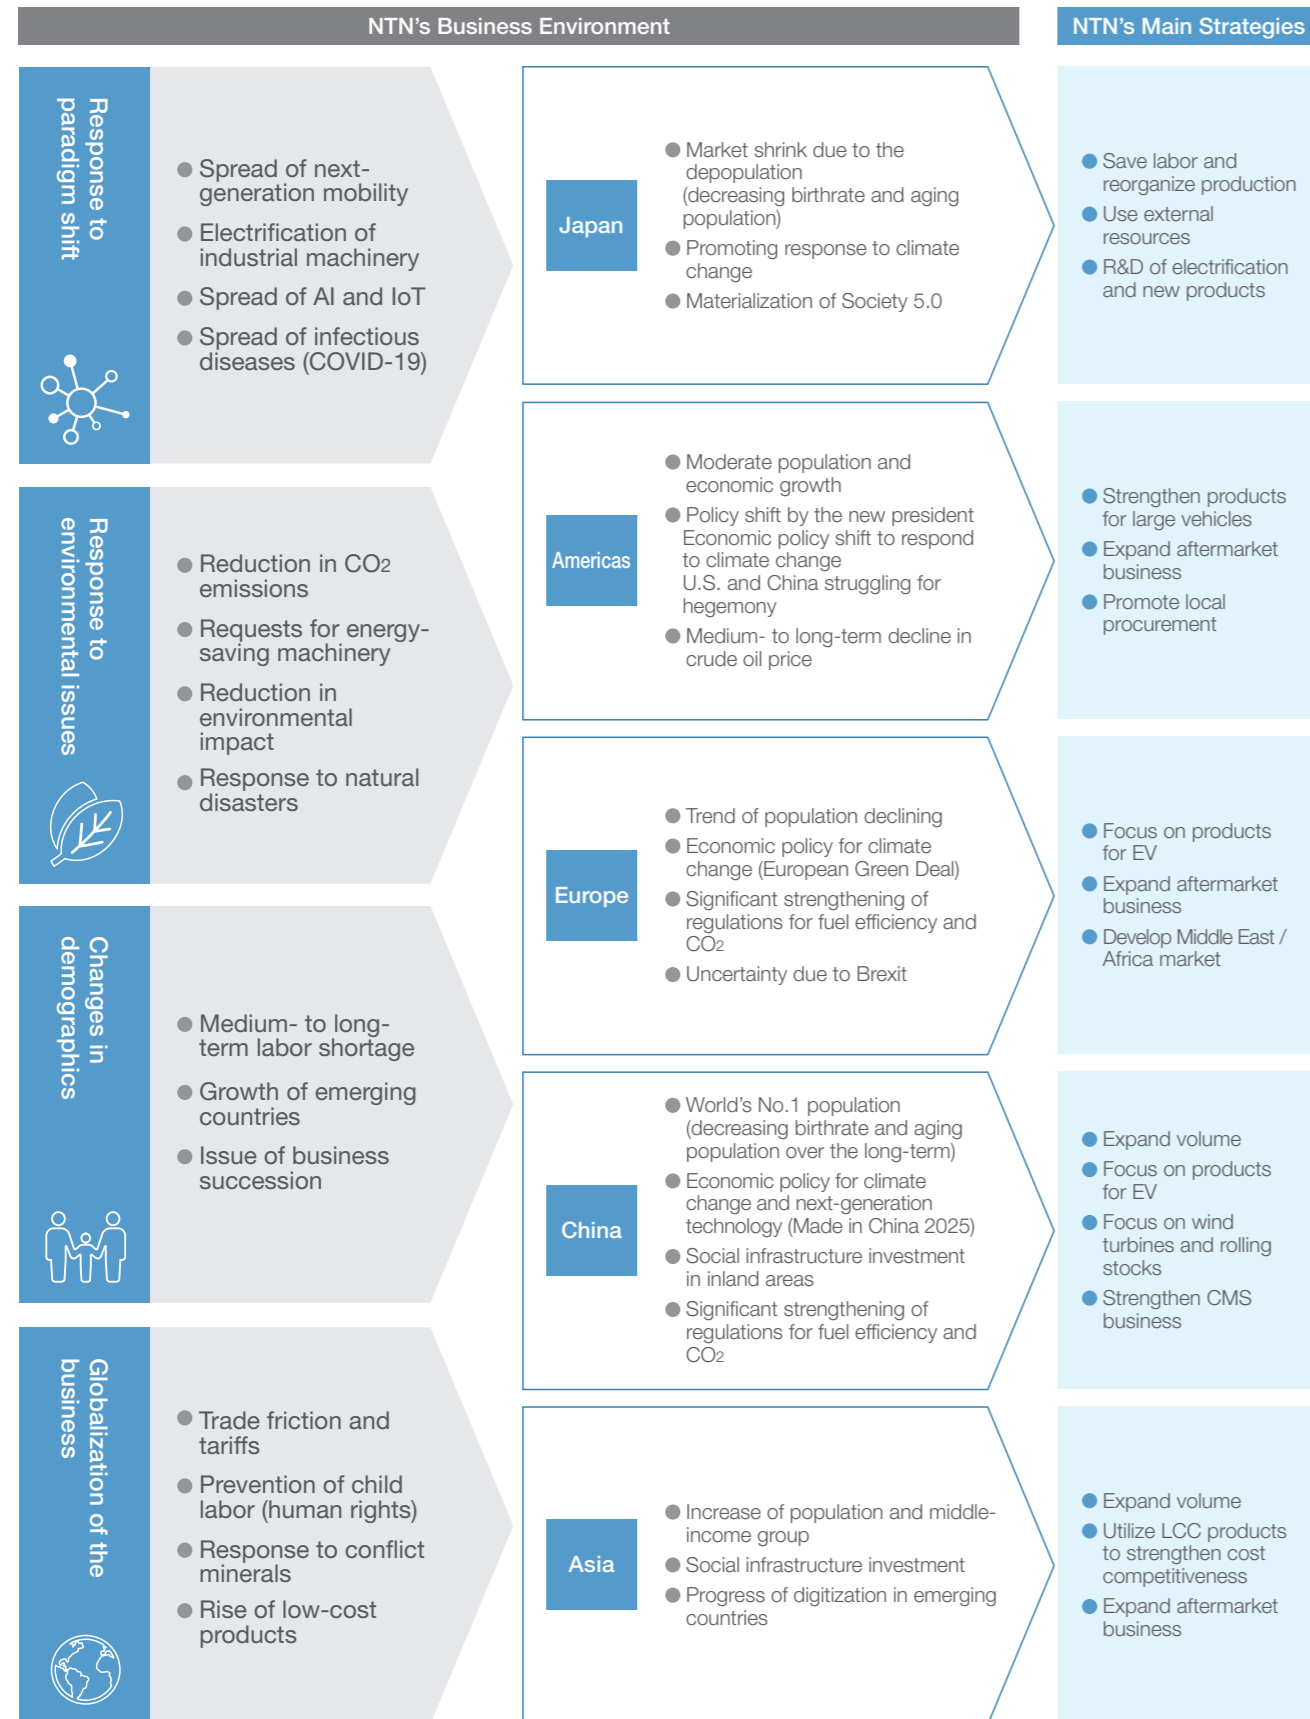 NTN's Business Environment
NTN's Main Strategies
Response to
paradigm shift
● Spread of next-
generation mobility
● Electrification of
industrial machinery
● Spread of AI and IoT
● Spread of infectious
diseases (COVID-19)
Response to
environmental issues
● Reduction in CO2
emissions
● Requests for energy-
saving machinery
● Reduction in
environmental
impact
● Response to natural
disasters
Changes in
demographics
● Medium- to long-
term labor shortage
● Growth of emerging
countries
● Issue of business
succession
Globalization of the
business
● Trade friction and
tariffs
● Prevention of child
labor (human rights)
● Response to conflict
minerals
● Rise of low-cost
products
Japan
● Market shrink due to the
depopulation
(decreasing birthrate and aging
population)
● Promoting response to climate
change
● Materialization of Society 5.0
● Save labor and
reorganize production
● Use external
resources
● R&D of electrification
and new products
Americas
● Moderate population and
economic growth
● Policy shift by the new president
Economic policy shift to respond
to climate change
U.S. and China struggling for
hegemony
● Medium- to long-term decline in
crude oil price
● Strengthen products
for large vehicles
● Expand aftermarket
business
● Promote local
procurement
Europe
● Trend of population declining
● Economic policy for climate
change (European Green Deal)
● Significant strengthening of
regulations for fuel efficiency and
CO2
● Uncertainty due to Brexit
● Focus on products
for EV
● Expand aftermarket
business
● Develop Middle East /
Africa market
China
● World's No.1 population
(decreasing birthrate and aging
population over the long-term)
● Economic policy for climate
change and next-generation
technology (Made in China 2025)
● Social infrastructure investment
in inland areas
● Significant strengthening of
regulations for fuel efficiency and
CO2
● Expand volume
● Focus on products
for EV
● Focus on wind
turbines and rolling
stocks
● Strengthen CMS
business
Asia
● Increase of population and middle-
income group
● Social infrastructure investment
● Progress of digitization in emerging
countries
● Expand volume
● Utilize LCC products
to strengthen cost
competitiveness
● Expand aftermarket
business